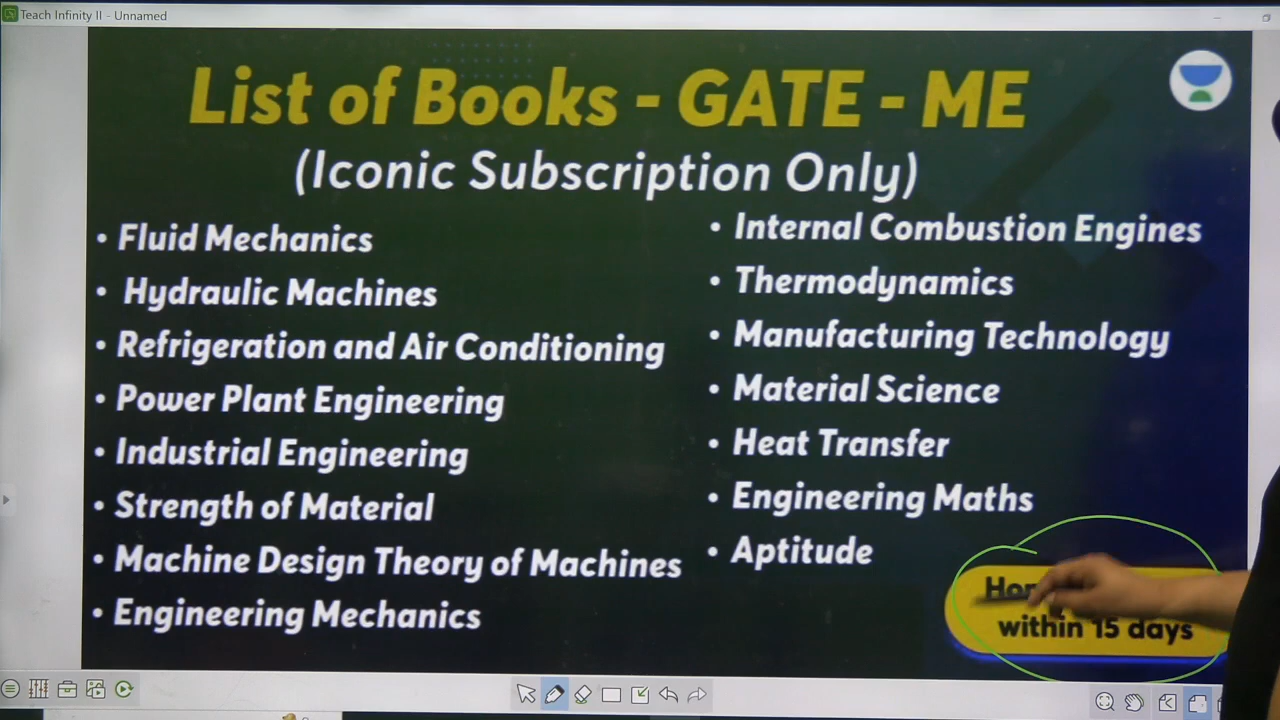 Teach Infinity II - Unnamed
List of Books - GATE - ME
(Iconic Subscription Only)
• Fluid Mechanics
• Hydraulic Machines
• Refrigeration and Air Conditioning
• Power Plant Engineering
• Industrial Engineering
• Strength of Material
• Machine Design Theory of Machines
• Engineering Mechanics
• Internal Combustion Engines
• Thermodynamics
• Manufacturing Technology
• Material Science
• Heat Transfer
• Engineering Maths
• Aptitude
within 15 days